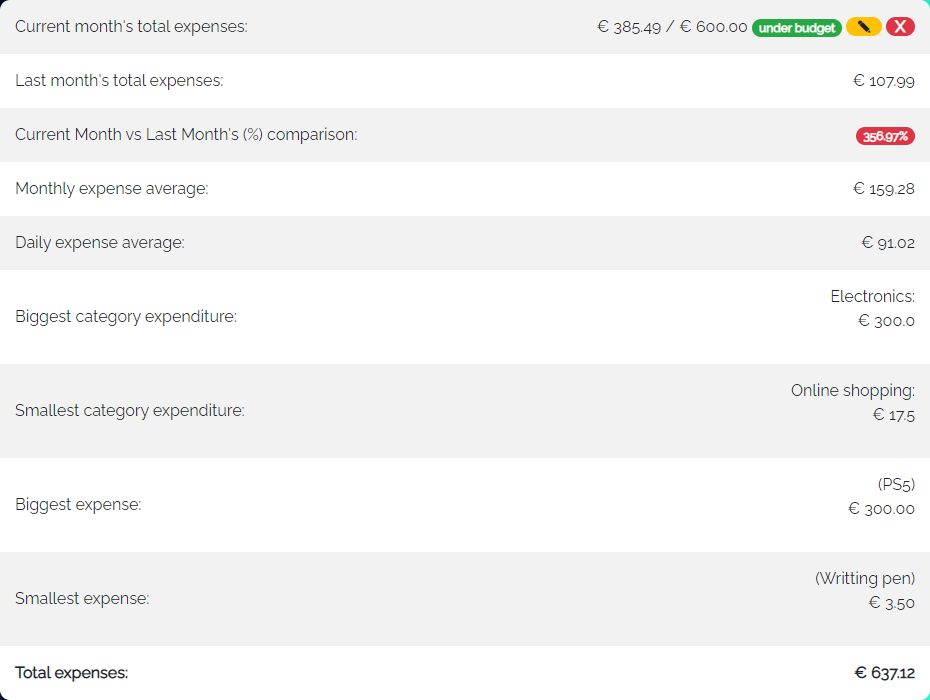 Current month's total expenses: € 385.49 / € 600.00 under budget X
Last month's total expenses: € 107.99
Current Month vs Last Month's (%) comparison: 356.97%
Monthly expense average: € 159.28
Daily expense average: € 91.02
Biggest category expenditure: Electronics:
€ 300.0
Smallest category expenditure: Online shopping:
€ 17.5
Biggest expense: (PS5)
€ 300.00
Smallest expense: (Writting pen)
€ 3.50
Total expenses: € 637.12